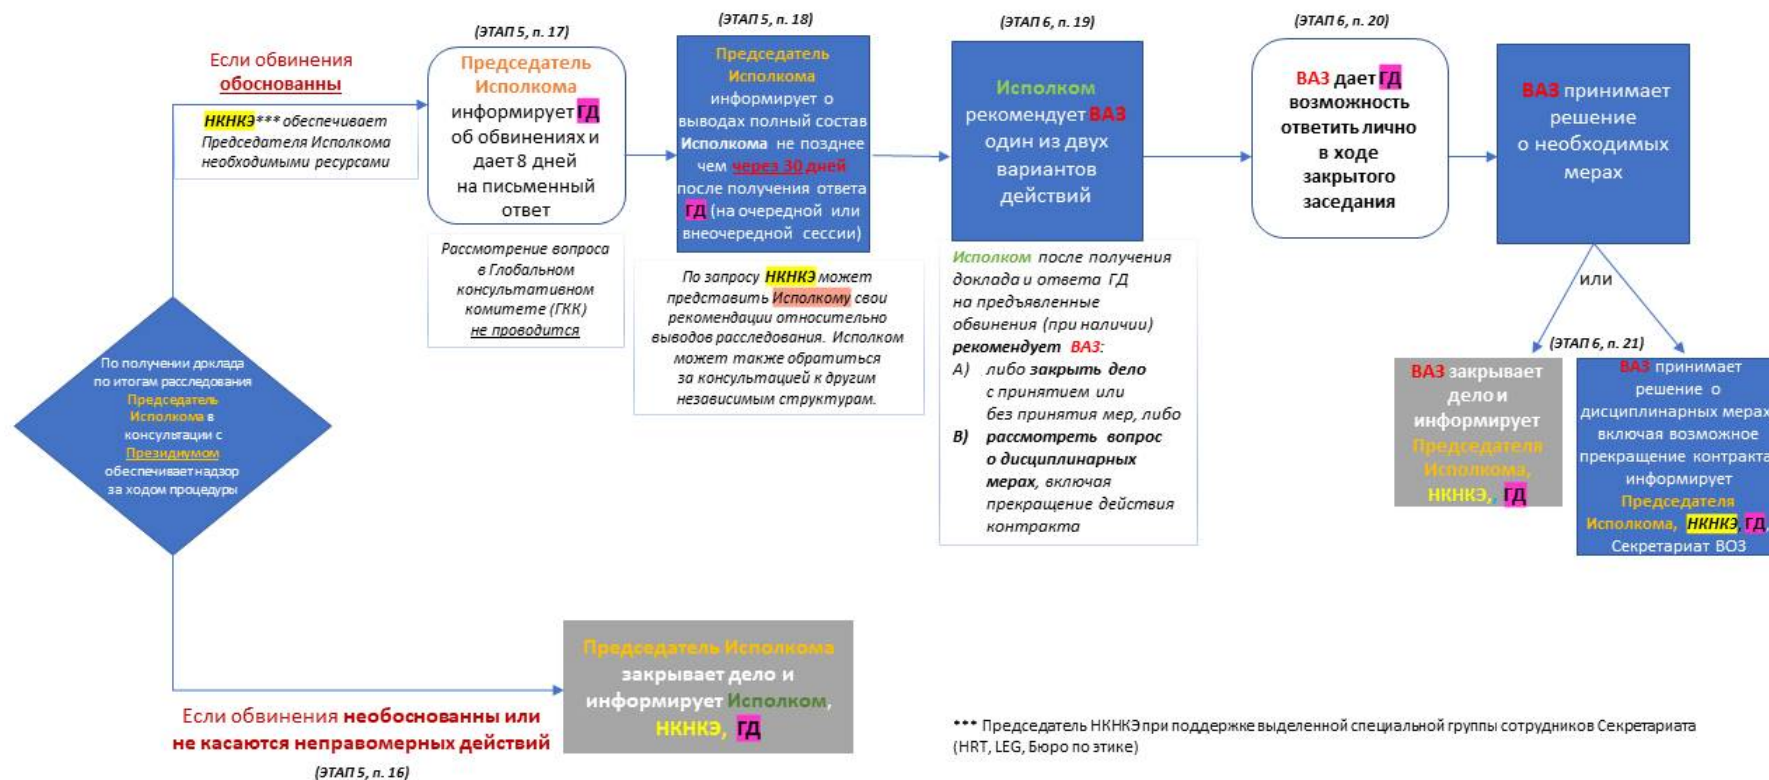 (ЭТАП 5, п. 17)
(ЭТАП 5, п. 18)
(ЭТАП 6, п. 19)
(ЭТАП 6, п. 20)
Если обвинения
обоснованны
НКНКЭ*** обеспечивает
Председателя Исполкома
необходимыми ресурсами
Председатель
Исполкома
информирует ГД
об обвинениях и
дает 8 дней
на письменный
ответ
Рассмотрение вопроса
в Глобальном
консультативном
комитете (ГКК)
не проводится
Председатель
Исполкома
информирует о
выводах полный состав
Исполкома не позднее
чем через 30 дней
после получения ответа
ГД (на очередной или
внеочередной сессии)
По запросу НКНКЭ может
представить Исполкому свои
рекомендации относительно
выводов расследования. Исполком
может также обратиться
за консультацией к другим
независимым структурам.
Исполком
рекомендует ВАЗ
один из двух
вариантов
действий
Исполком после получения
доклада и ответа ГД
на предъявленные
обвинения (при наличии)
рекомендует ВАЗ:
А) либо закрыть дело
с принятием или
без принятия мер, либо
В) рассмотреть вопрос
о дисциплинарных
мерах, включая
прекращение действия
контракта
ВАЗ дает ГД
возможность
ответить лично
в ходе
закрытого
заседания
ВАЗ принимает
решение
о необходимых
мерах
или
(ЭТАП 6, п. 21)
ВАЗ закрывает
дело и
информирует
Председателя
Исполкома,
НКНКЭ,, ГД
ВАЗ принимает
решение о
дисциплинарных мерах,
включая возможное
прекращение контракта,
информирует
Председателя
Исполкома, НКНКЭ, ГД,
Секретариат ВОЗ
По получении доклада
по итогам расследования
Председатель
Исполкома в
консультации с
Президиумом
обеспечивает надзор
за ходом процедуры
Если обвинения необоснованны или
не касаются неправомерных действий
(ЭТАП 5, п. 16)
Председатель Исполкома
закрывает дело и
информирует Исполком,
НКНКЭ, ГД
*** Председатель НКНКЭ при поддержке выделенной специальной группы сотрудников Секретариата
(HRT, LEG, Бюро по этике)